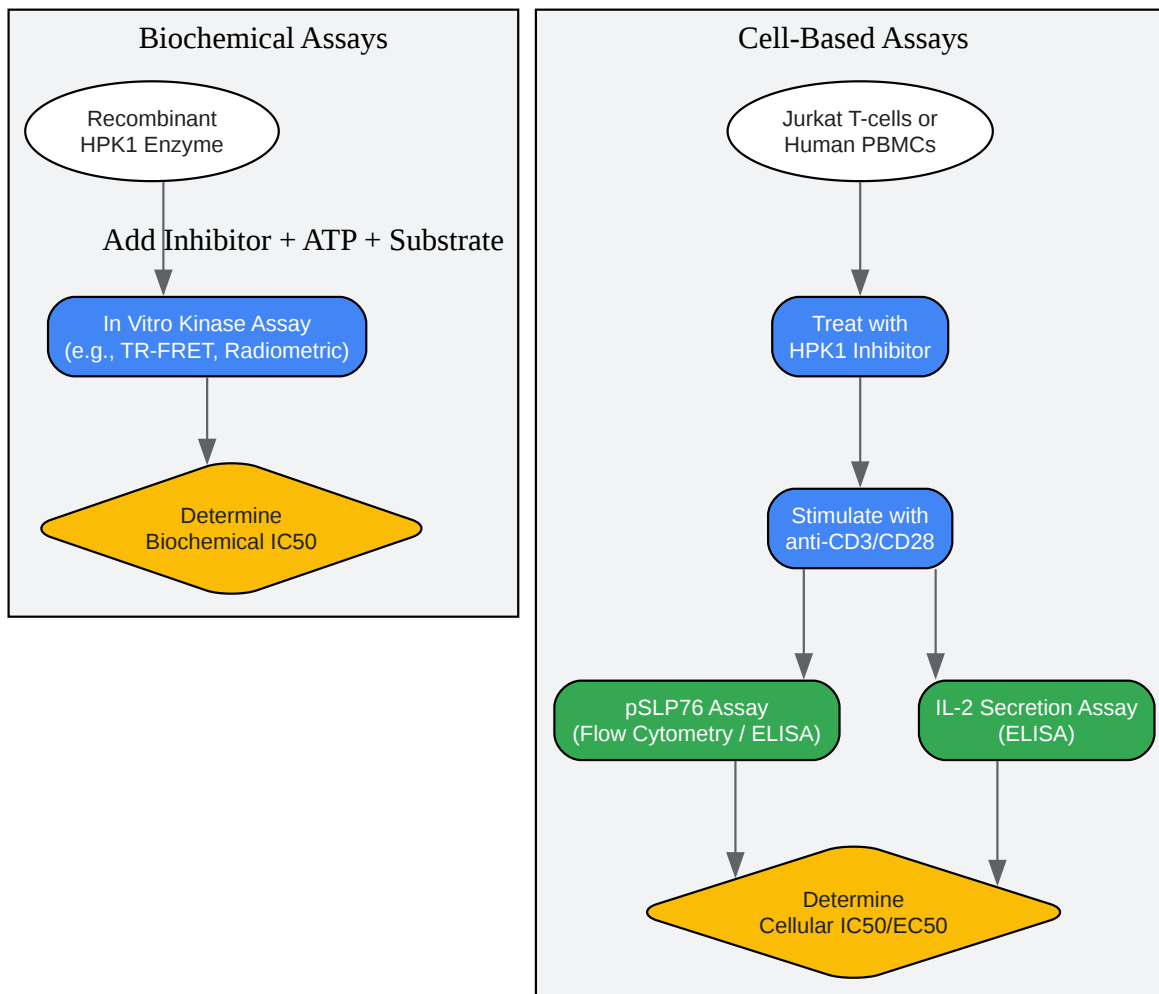 Biochemical Assays
Recombinant
HPK1 Enzyme
Add Inhibitor + ATP + Substrate
In Vitro Kinase Assay
(e.g., TR-FRET, Radiometric)
Determine
Biochemical IC50
Cell-Based Assays
Jurkat T-cells or
Human PBMCs
Treat with
HPK1 Inhibitor
Stimulate with
anti-CD3/CD28
pSLP76 Assay
(Flow Cytometry / ELISA)
IL-2 Secretion Assay
(ELISA)
Determine
Cellular IC50/EC50